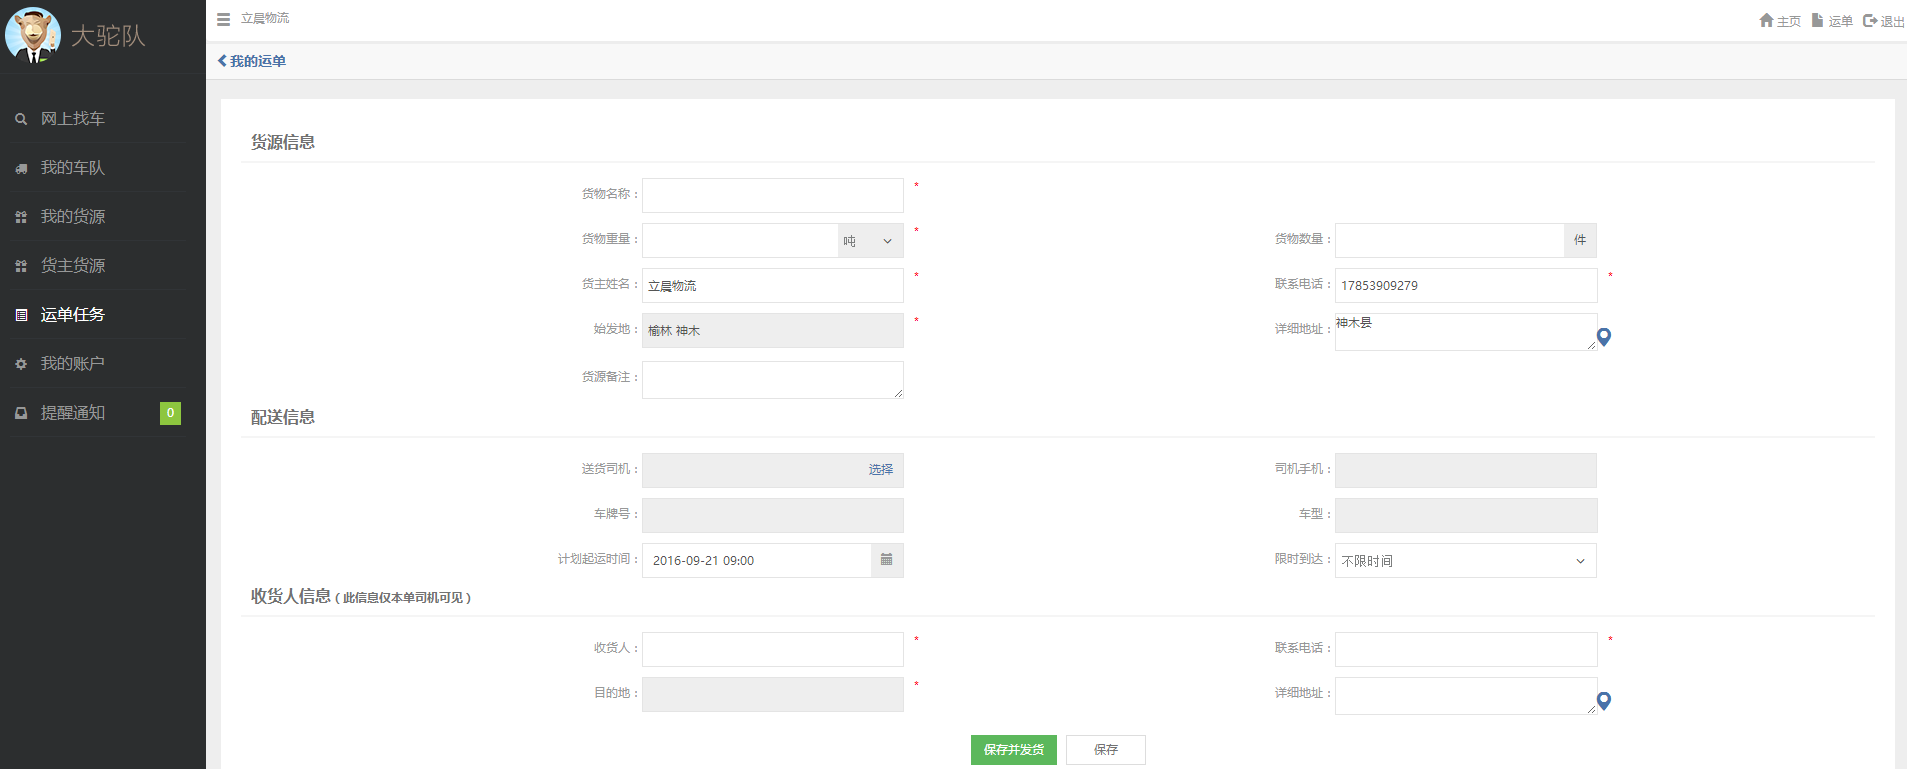 大驼队
立晨物流
主页 运单 退出
我的运单
网上找车
我的车队
我的货源
货主货源
运单任务
我的账户
提醒通知 0
货源信息
货物名称： *
货物重量： 吨 * 货物数量： 件
货主姓名： 立晨物流 * 联系电话： 17853909279 *
始发地： 榆林 神木 * 详细地址： 神木县
货源备注：
配送信息
送货司机： 选择 司机手机：
车牌号： 车型：
计划起运时间： 2016-09-21 09:00 限时到达： 不限时间
收货人信息（此信息仅本单司机可见）
收货人： * 联系电话： *
目的地： * 详细地址：
保存并发货 保存